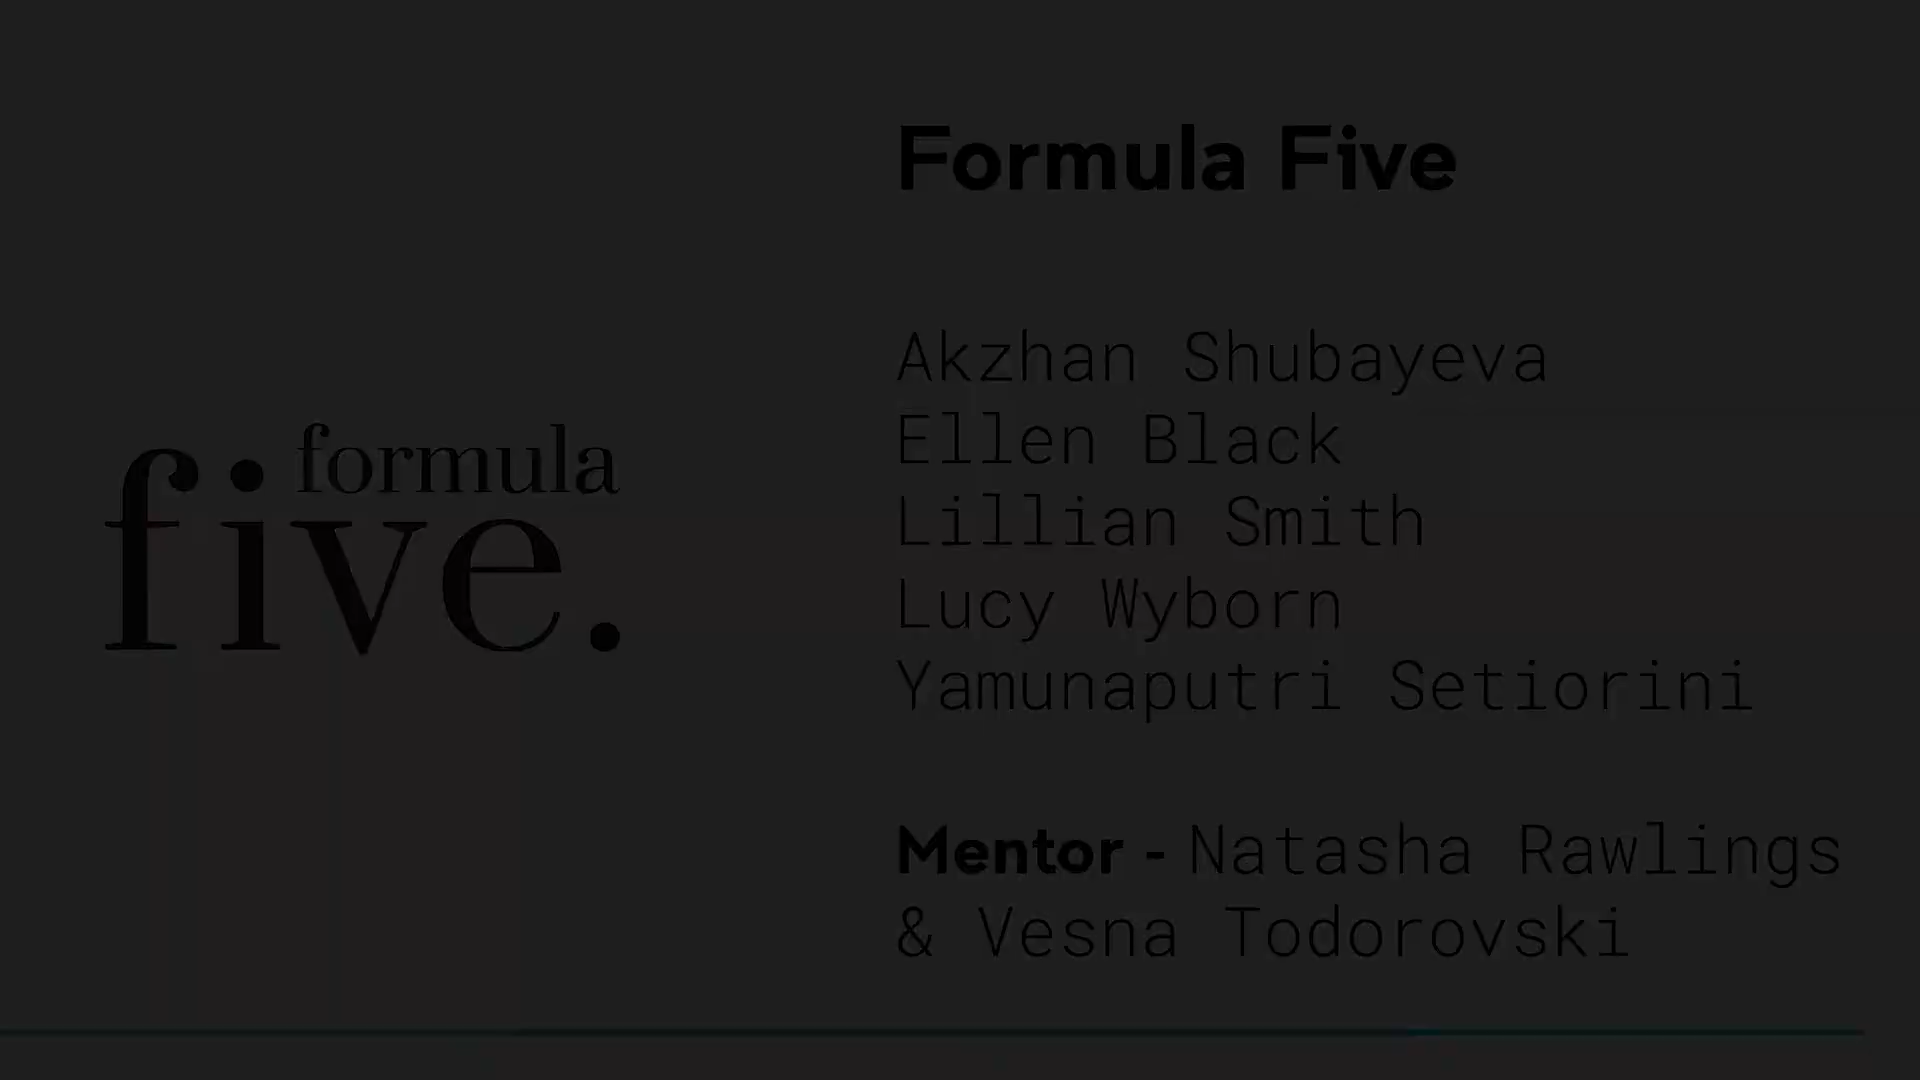 formula
five.
Formula Five
Akzhan Shubayeva
Ellen Black
Lillian Smith
Lucy Wyborn
Yamunaputri Setiorini
Mentor - Natasha Rawlings
& Vesna Todorovski